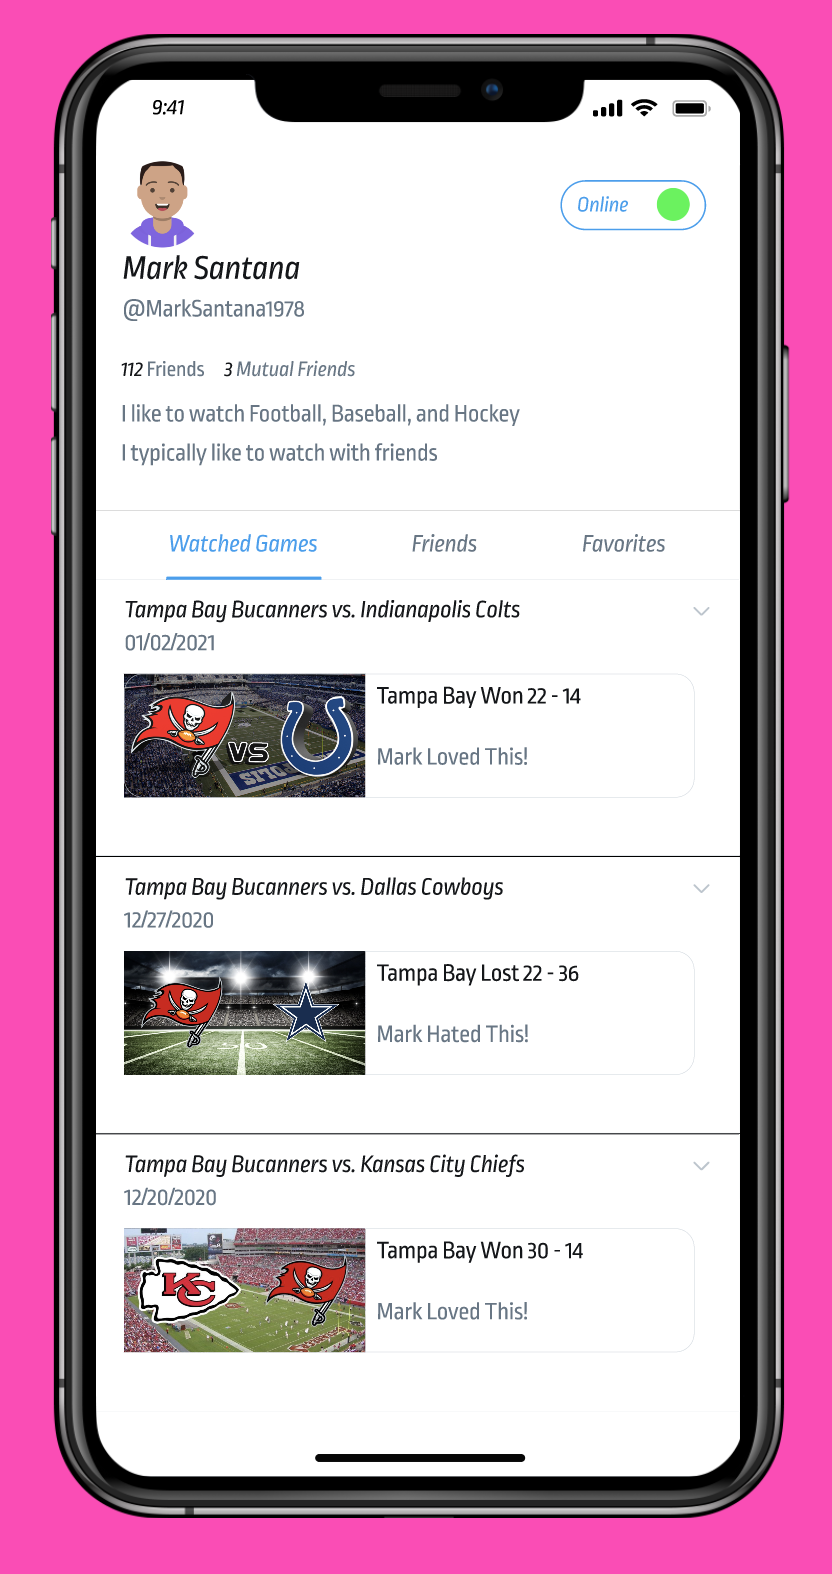 9:41
Online
Mark Santana
@MarkSantana1978
112 Friends 3 Mutual Friends
I like to watch Football, Baseball, and Hockey
I typically like to watch with friends
Watched Games Friends Favorites
Tampa Bay Bucanners vs. Indianapolis Colts
01/02/2021
Tampa Bay Won 22 - 14
VS
Mark Loved This!
Tampa Bay Bucanners vs. Dallas Cowboys
12/27/2020
Tampa Bay Lost 22 - 36
Mark Hated This!
50
Tampa Bay Bucanners vs. Kansas City Chiefs
12/20/2020
Tampa Bay Won 30 - 14
KC
Mark Loved This!